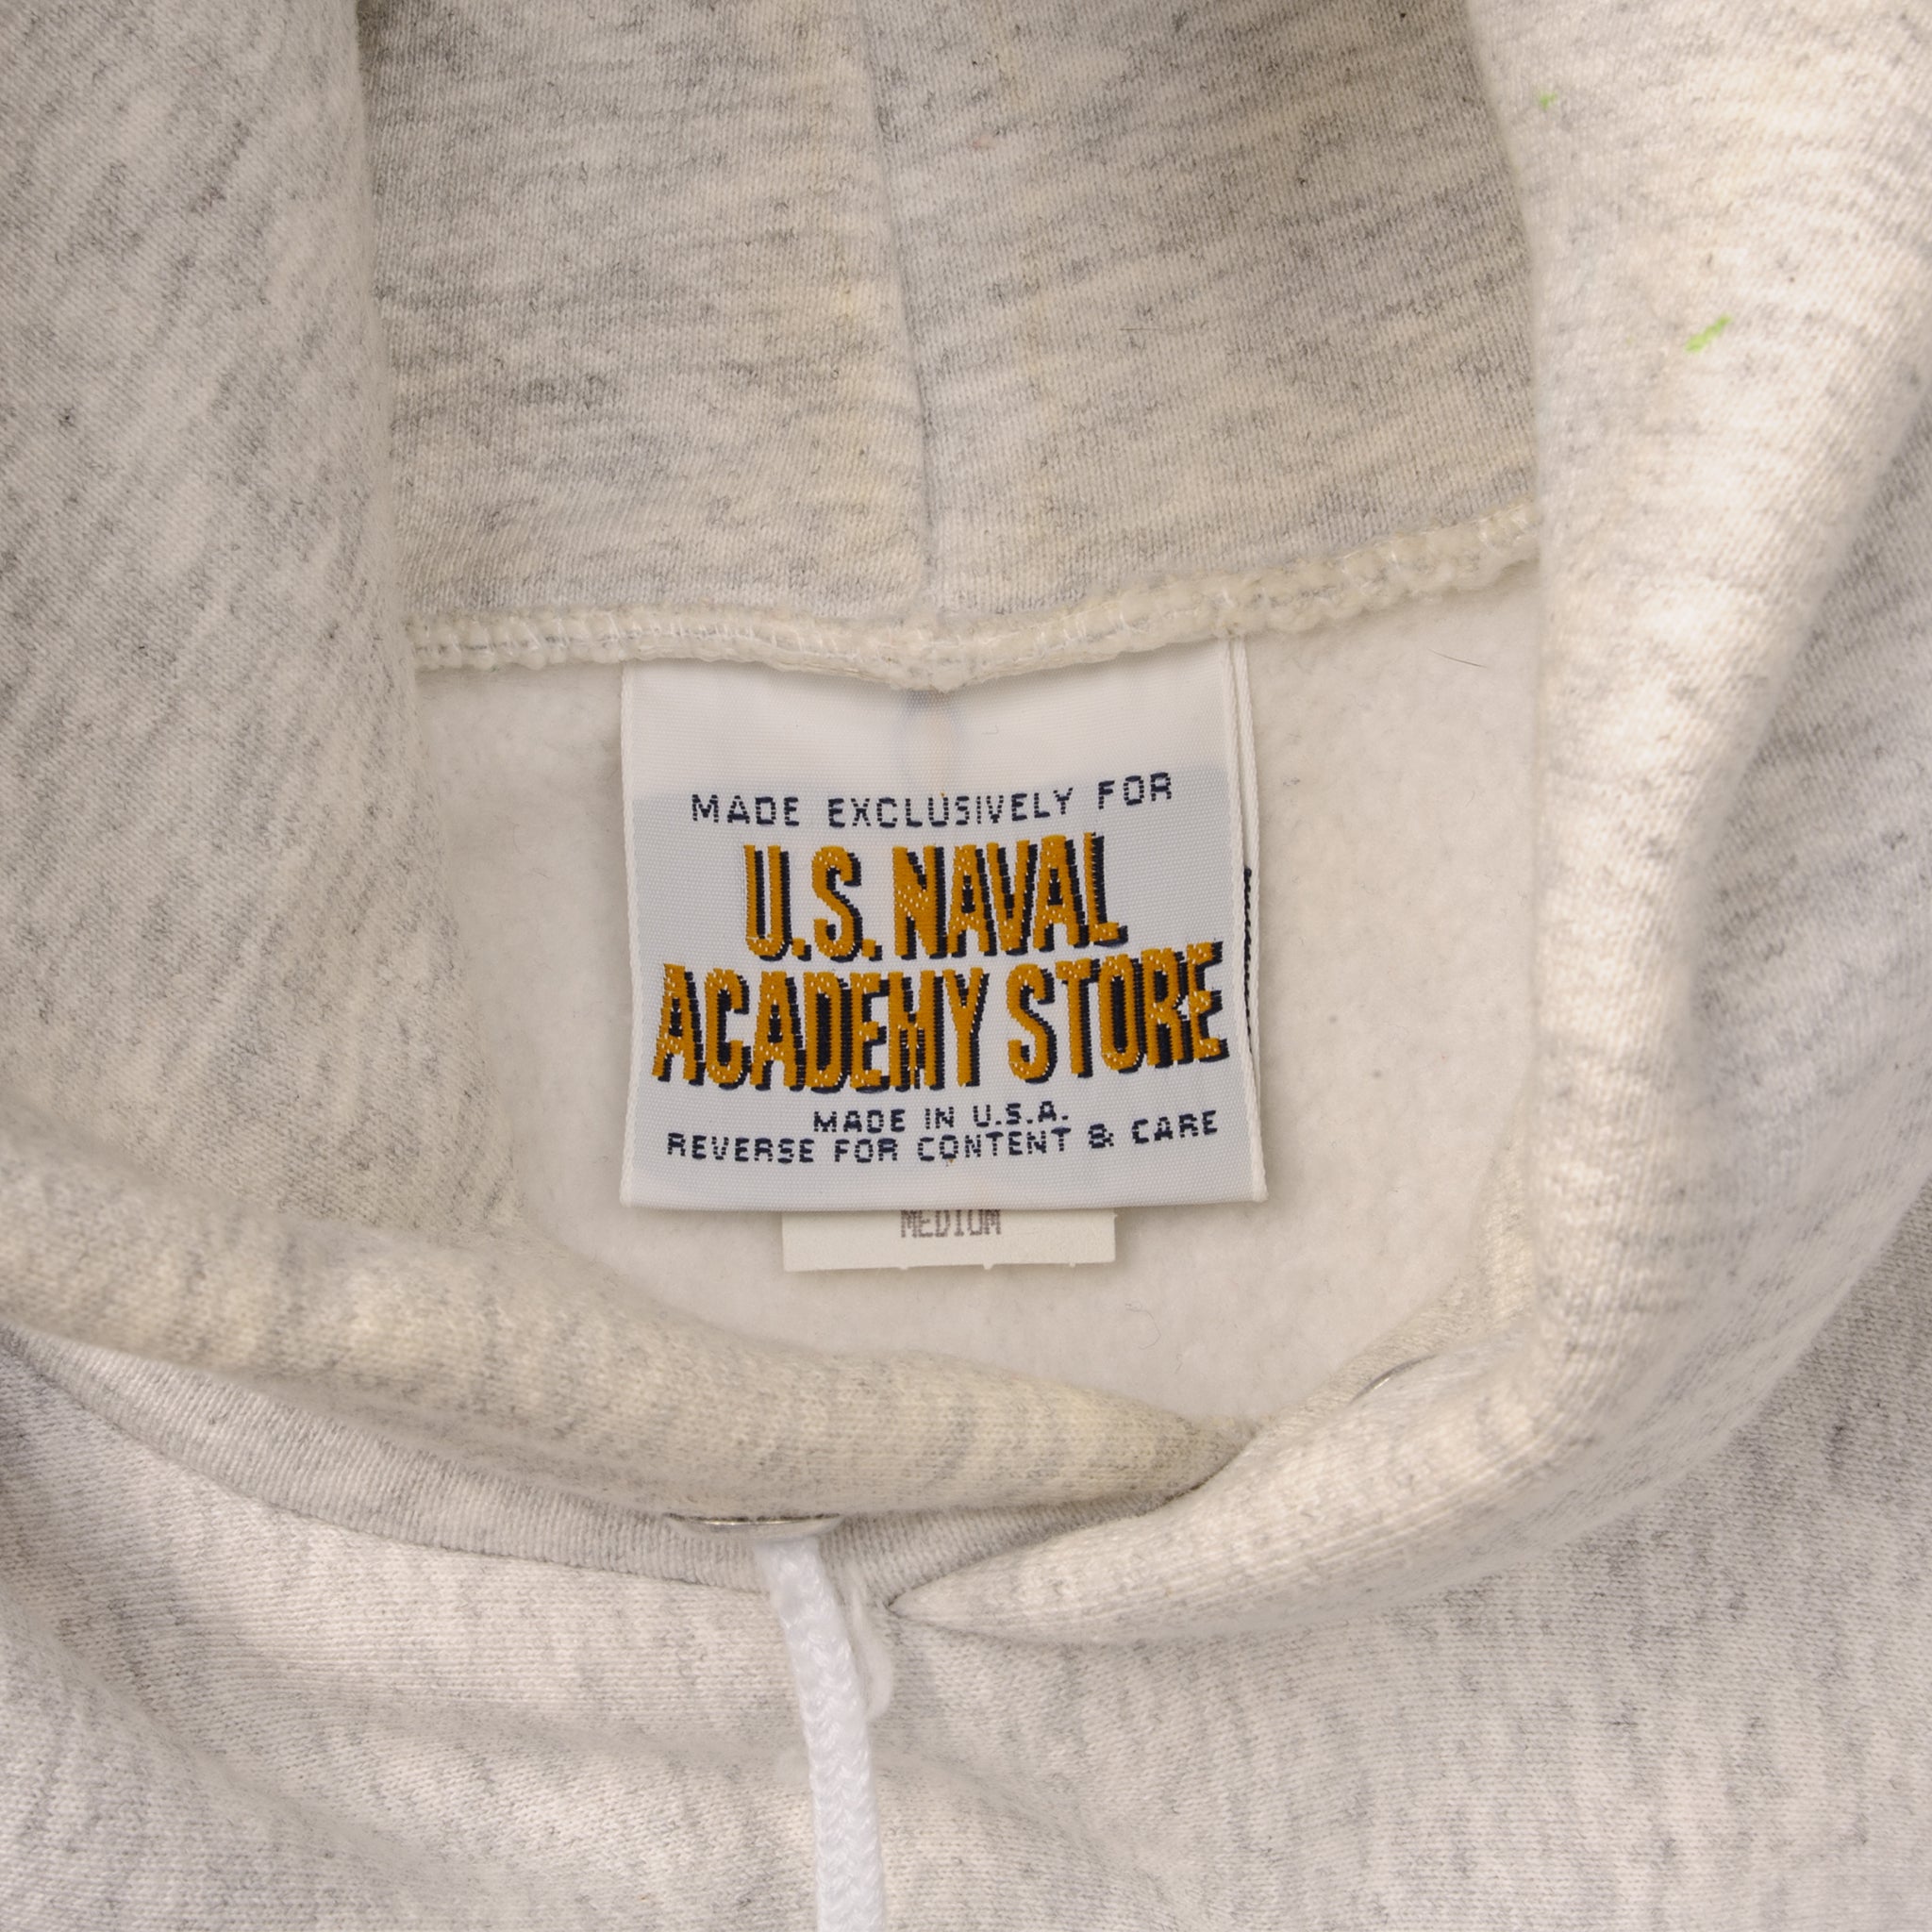 MADE EXCLUSIVELY FOR
U.S. NAVAL
ACADEMY STORE
MADE IN U.S.A.
REVERSE FOR CONTENT & CARE
MEDIUM